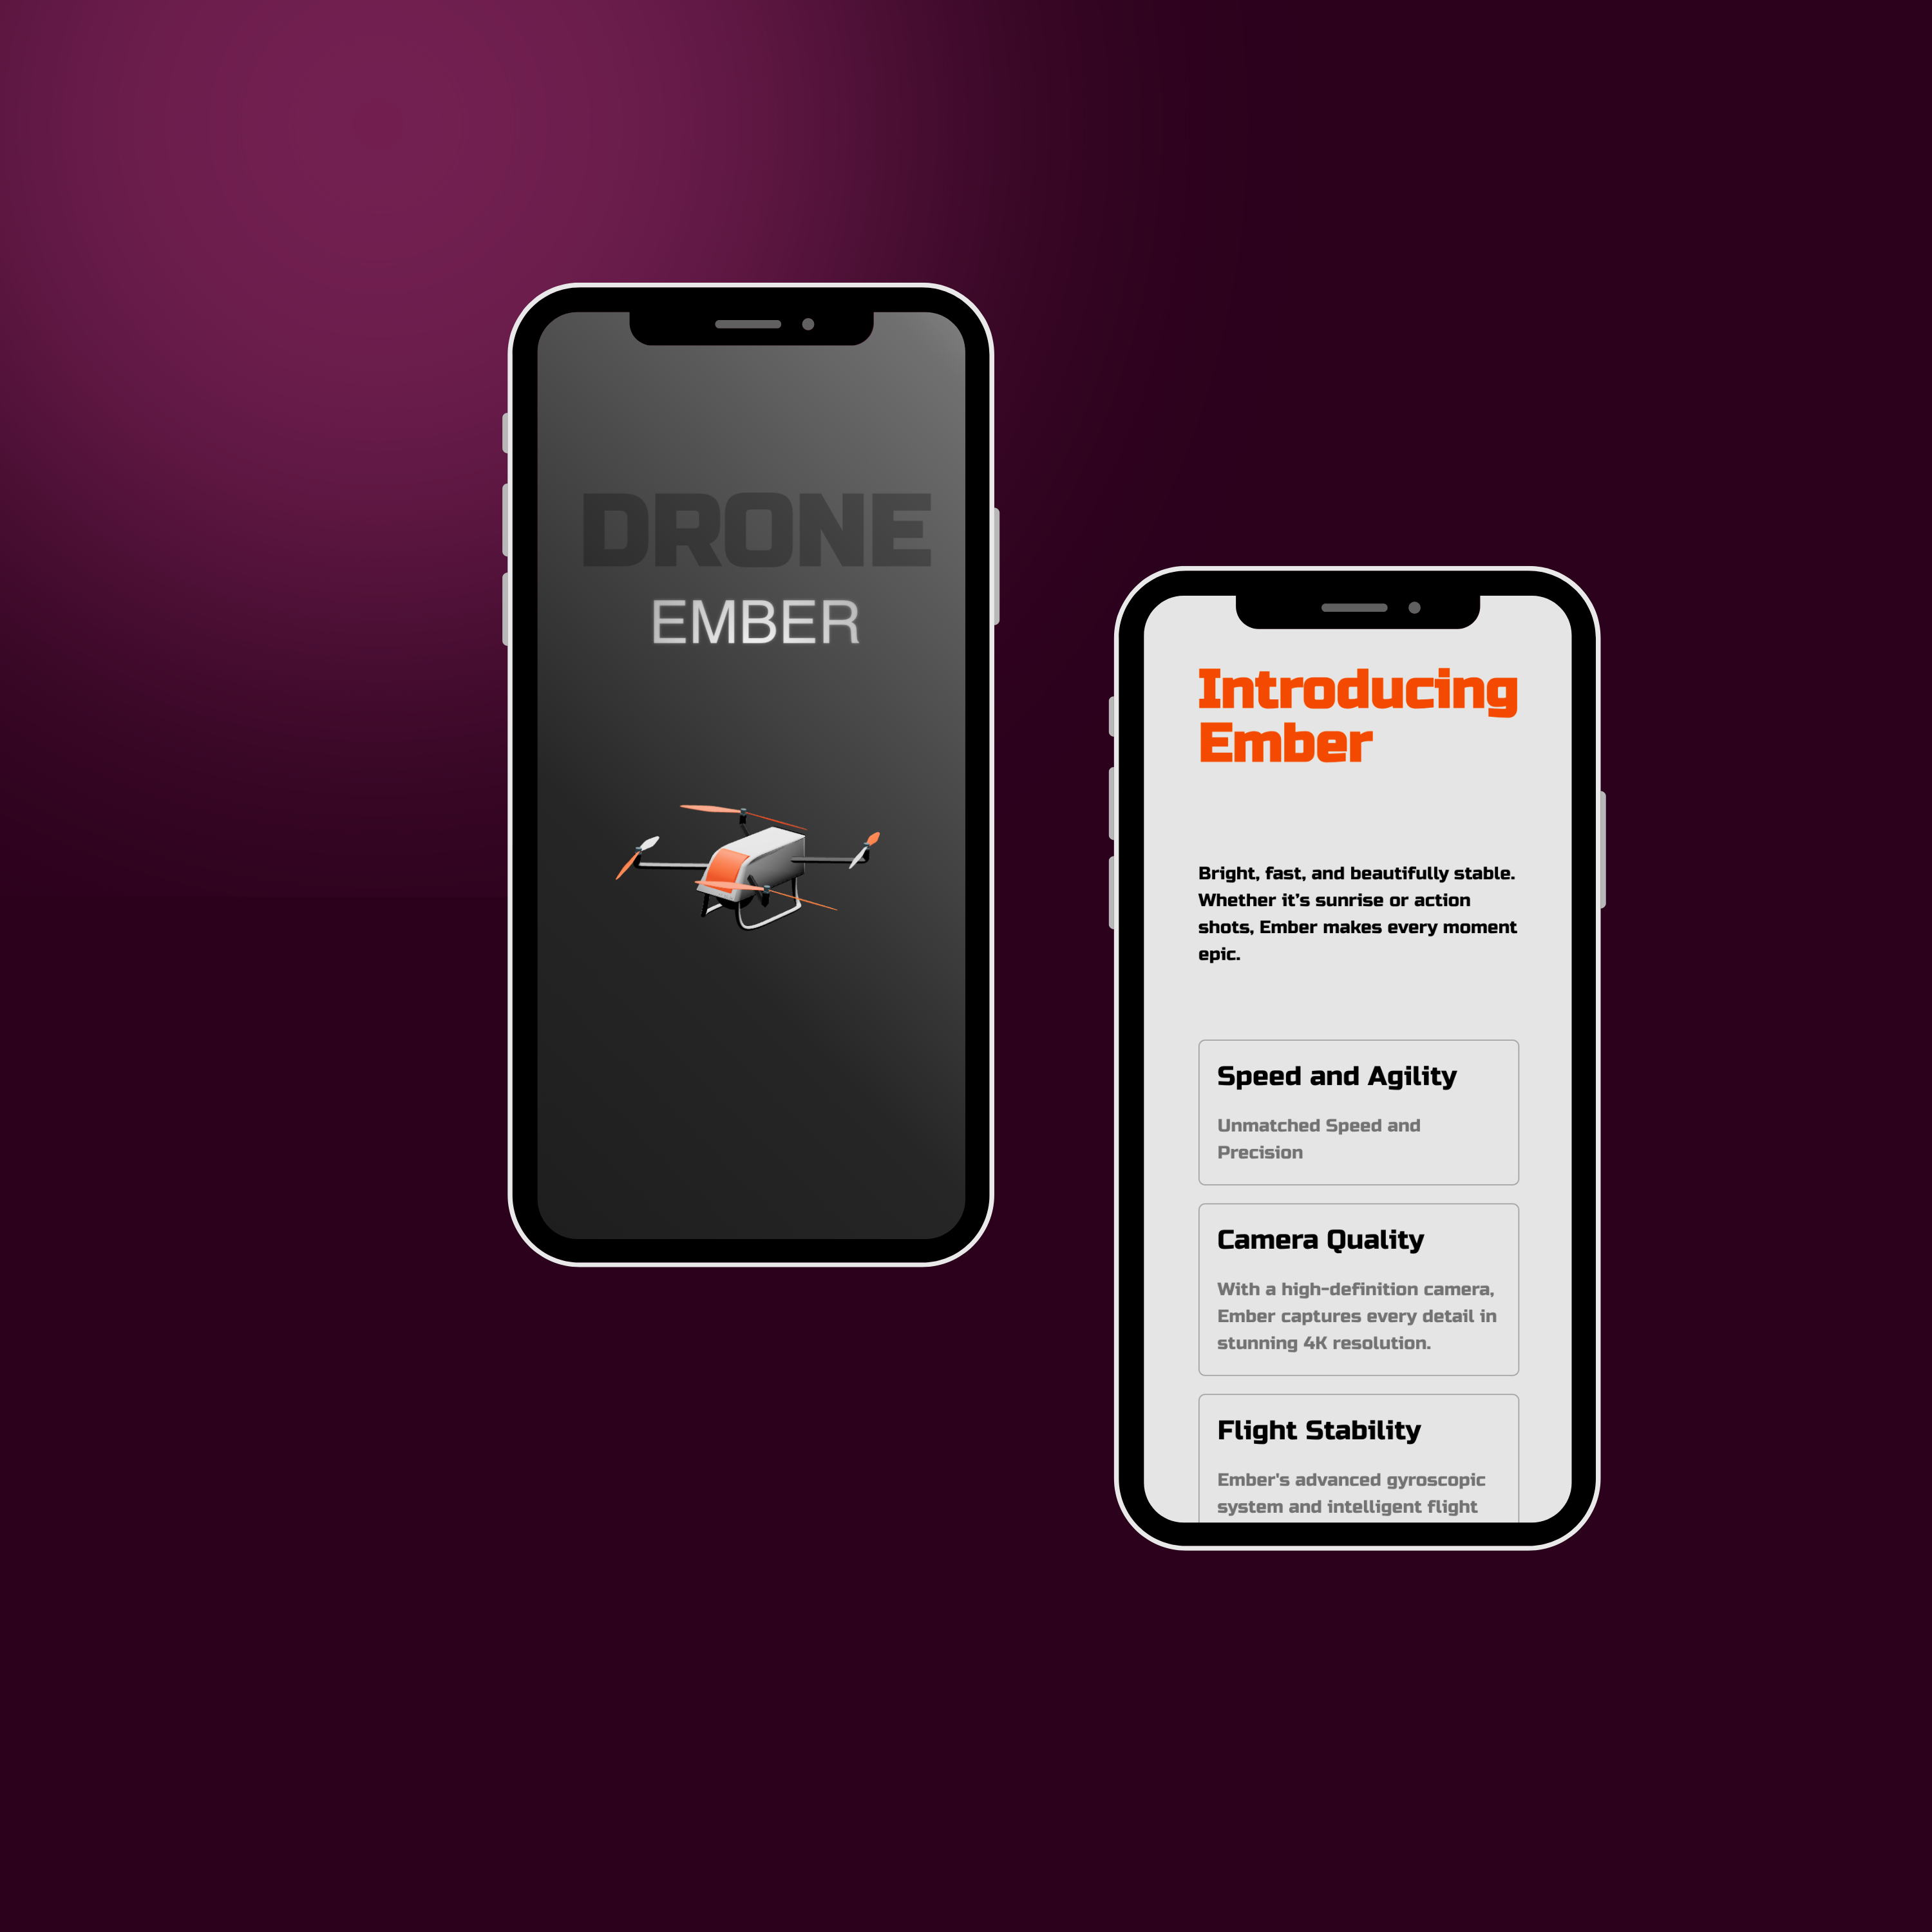 DRONE
EMBER
Introducing
Ember
Bright, fast, and beautifully stable.
Whether it’s sunrise or action
shots, Ember makes every moment
epic.
Speed and Agility
Unmatched Speed and
Precision
Camera Quality
With a high-definition camera,
Ember captures every detail in
stunning 4K resolution.
Flight Stability
Ember's advanced gyroscopic
system and intelligent flight